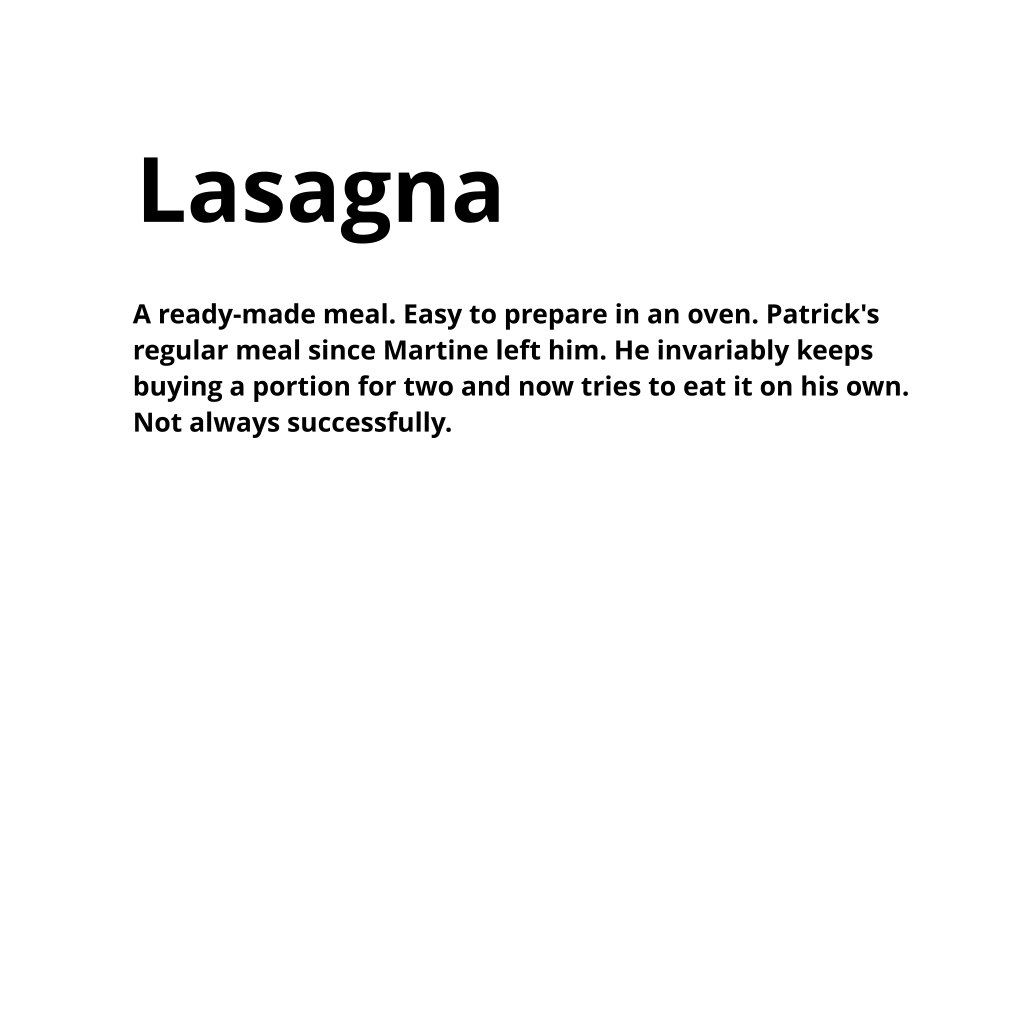 Lasagna
A ready-made meal. Easy to prepare in an oven. Patrick's
regular meal since Martine left him. He invariably keeps
buying a portion for two and now tries to eat it on his own.
Not always successfully.